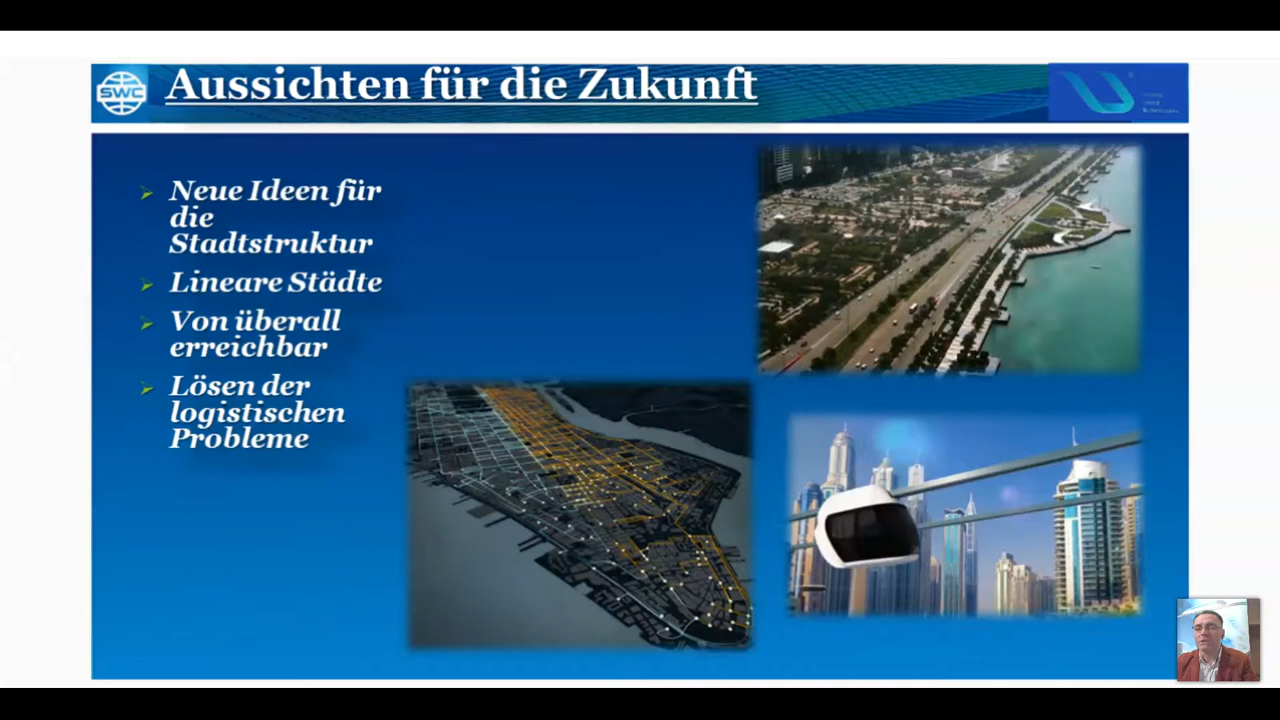 SWC
Aussichten für die Zukunft
Neue Ideen für
die
Stadtstruktur
Lineare Städte
Von überall
erreichbar
Lösen der
logistischen
Probleme